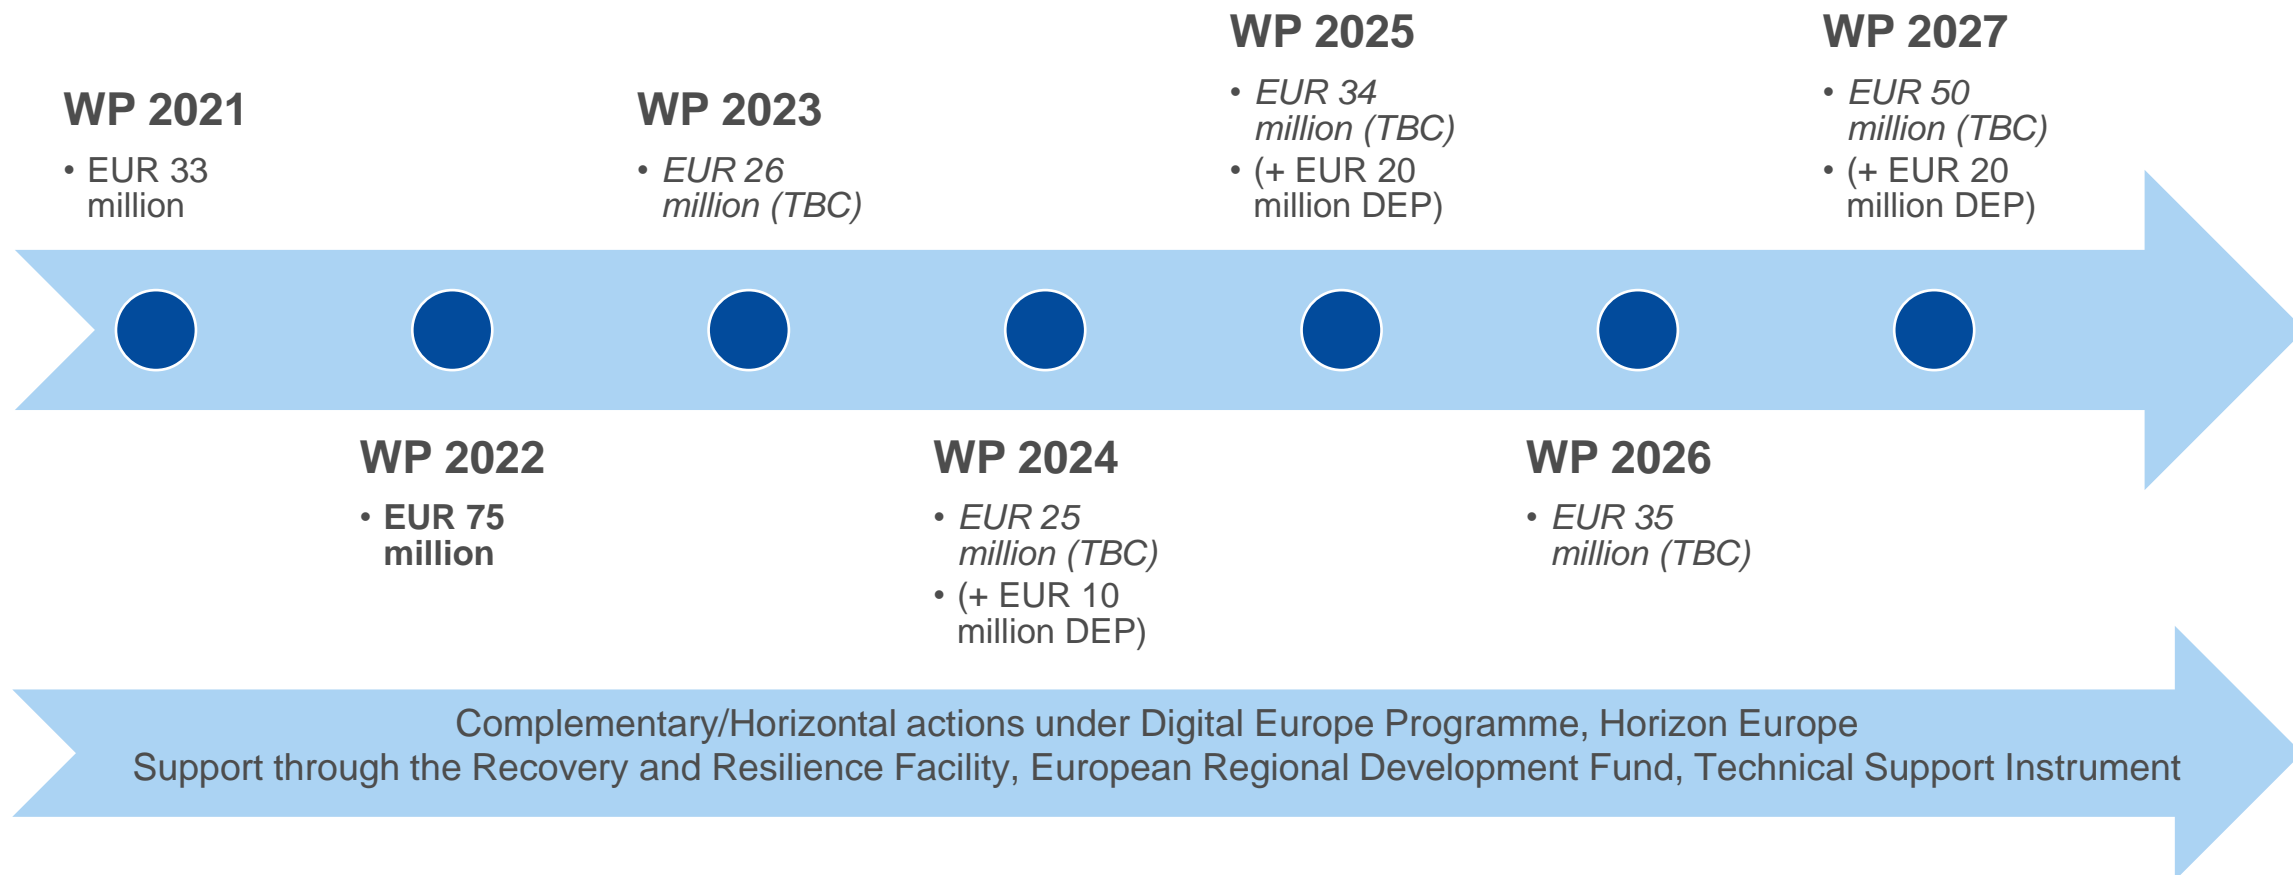 WP 2021
• EUR 33
million
WP 2022
• EUR 75
million
WP 2023
• EUR 26
million (TBC)
WP 2024
• EUR 25
million (TBC)
• (+ EUR 10
million DEP)
WP 2025
• EUR 34
million (TBC)
• (+ EUR 20
million DEP)
WP 2026
• EUR 35
million (TBC)
WP 2027
• EUR 50
million (TBC)
• (+ EUR 20
million DEP)
Complementary/Horizontal actions under Digital Europe Programme, Horizon Europe
Support through the Recovery and Resilience Facility, European Regional Development Fund, Technical Support Instrument